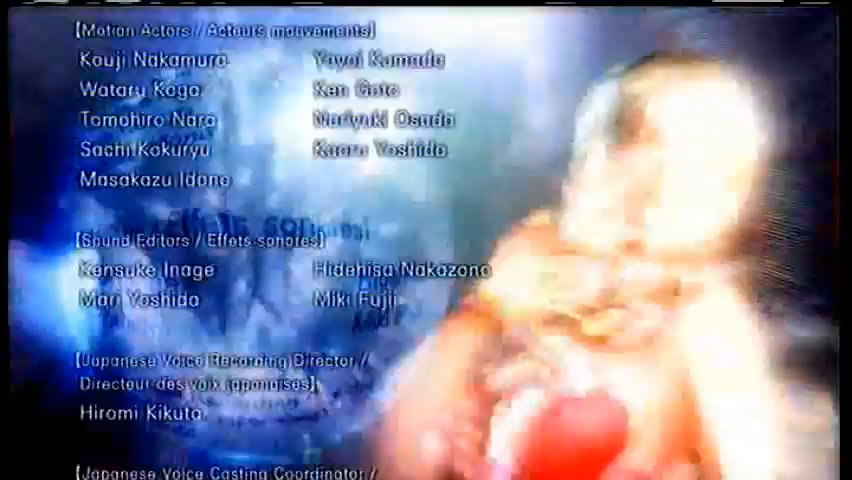 [Motion Actors / Acteurs mouvements]
Kouji Nakamura Yayoi Kumada
Wataru Koga Ken Goto
Tomohiro Nara Noriyuki Osada
Sachi Kokuryu Kaoru Yoshida
Masakazu Idone
[Sound Editors / Effets sonores]
Kensuke Inage Hidehisa Nakazono
Mari Yoshida Miki Fujii
[Japanese Voice Recording Director /
Directeur des voix japonaises]
Hiromi Kikuta
[Japanese Voice Casting Coordinator /